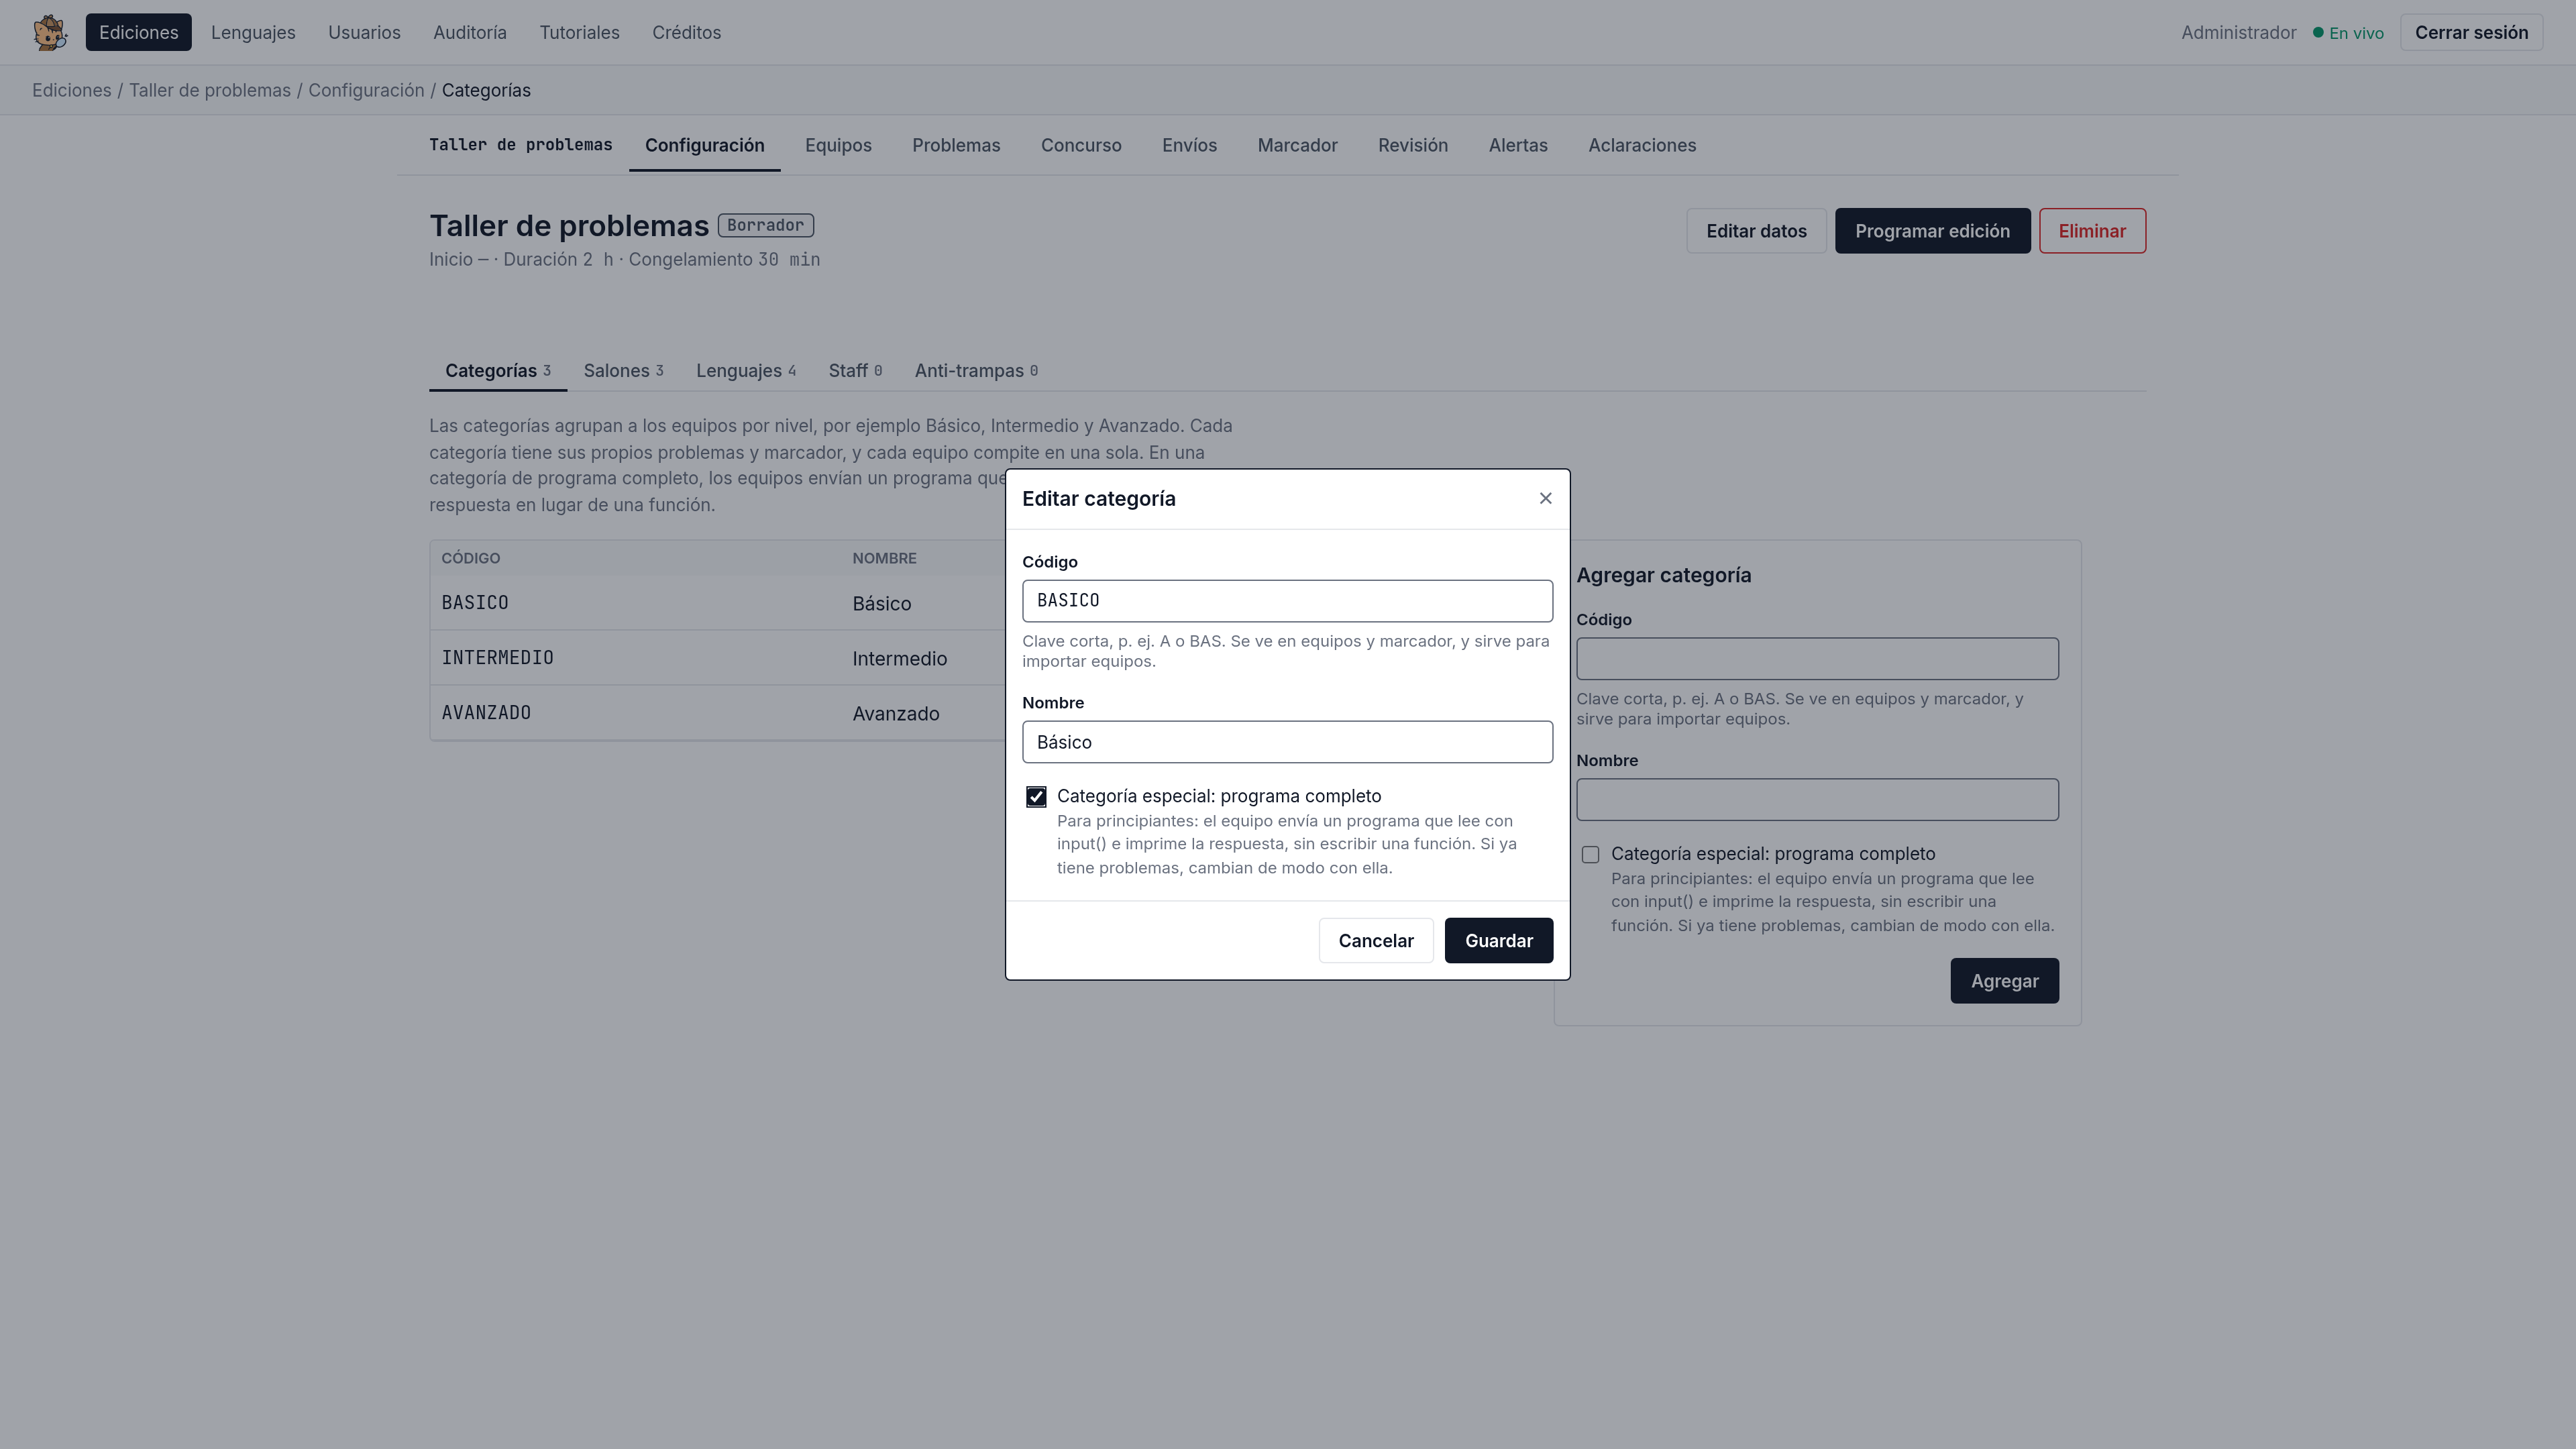 Ediciones
Lenguajes
Usuarios
Auditoría
Tutoriales
Créditos
Administrador
En vivo
Cerrar sesión
Ediciones / Taller de problemas / Configuración / Categorías
Taller de problemas
Configuración
Equipos
Problemas
Concurso
Envíos
Marcador
Revisión
Alertas
Aclaraciones
Taller de problemas Borrador
Inicio — · Duración 2 h · Congelamiento 30 min
Editar datos
Programar edición
Eliminar
Categorías 3
Salones 3
Lenguajes 4
Staff 0
Anti-trampas 0
Las categorías agrupan a los equipos por nivel, por ejemplo Básico, Intermedio y Avanzado. Cada
categoría tiene sus propios problemas y marcador, y cada equipo compite en una sola. En una
categoría de programa completo, los equipos envían un programa que
respuesta en lugar de una función.
CÓDIGO NOMBRE
BASICO Básico
INTERMEDIO Intermedio
AVANZADO Avanzado
Editar categoría
×
Código
BASICO
Clave corta, p. ej. A o BAS. Se ve en equipos y marcador, y sirve para
importar equipos.
Nombre
Básico
Categoría especial: programa completo
Para principiantes: el equipo envía un programa que lee con
input() e imprime la respuesta, sin escribir una función. Si ya
tiene problemas, cambian de modo con ella.
Cancelar
Guardar
Agregar categoría
Código
Clave corta, p. ej. A o BAS. Se ve en equipos y marcador, y
sirve para importar equipos.
Nombre
Categoría especial: programa completo
Para principiantes: el equipo envía un programa que lee
con input() e imprime la respuesta, sin escribir una
función. Si ya tiene problemas, cambian de modo con ella.
Agregar